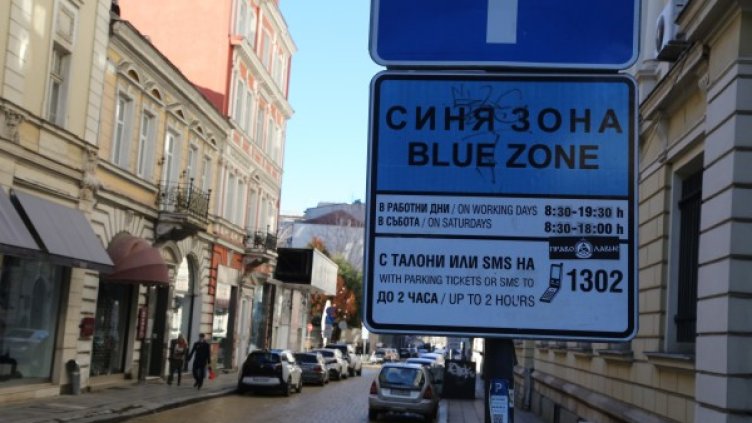 СИНЯ ЗОНА
BLUE ZONE
В РАБОТНИ ДНИ / ON WORKING DAYS 8:30-19:30 h
В СЪБОТА / ON SATURDAYS 8:30-18:00 h
ПРАВОСЛАВИЕ
С ТАЛОНИ ИЛИ SMS НА
WITH PARKING TICKETS OR SMS TO
1302
ДО 2 ЧАСА / UP TO 2 HOURS